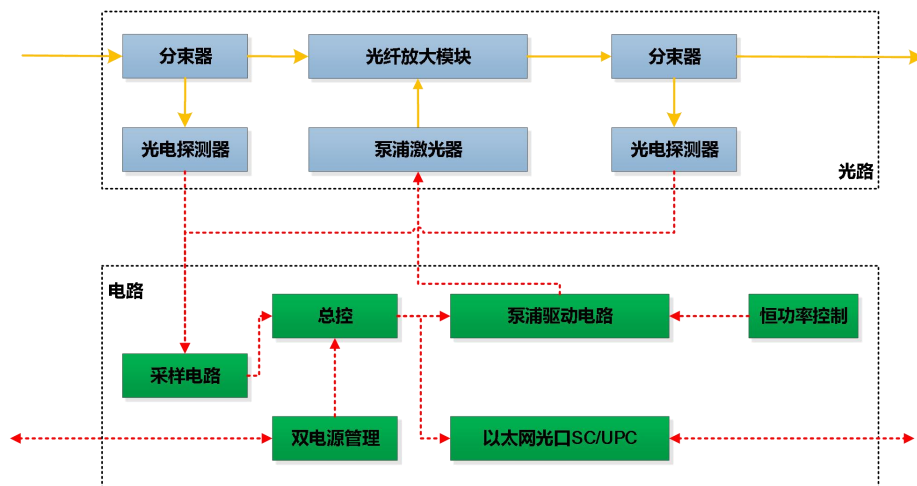 分束器
光纤放大模块
分束器
光电探测器
泵浦激光器
光电探测器
光路
电路
总控
泵浦驱动电路
恒功率控制
采样电路
双电源管理
以太网光口SC/UPC